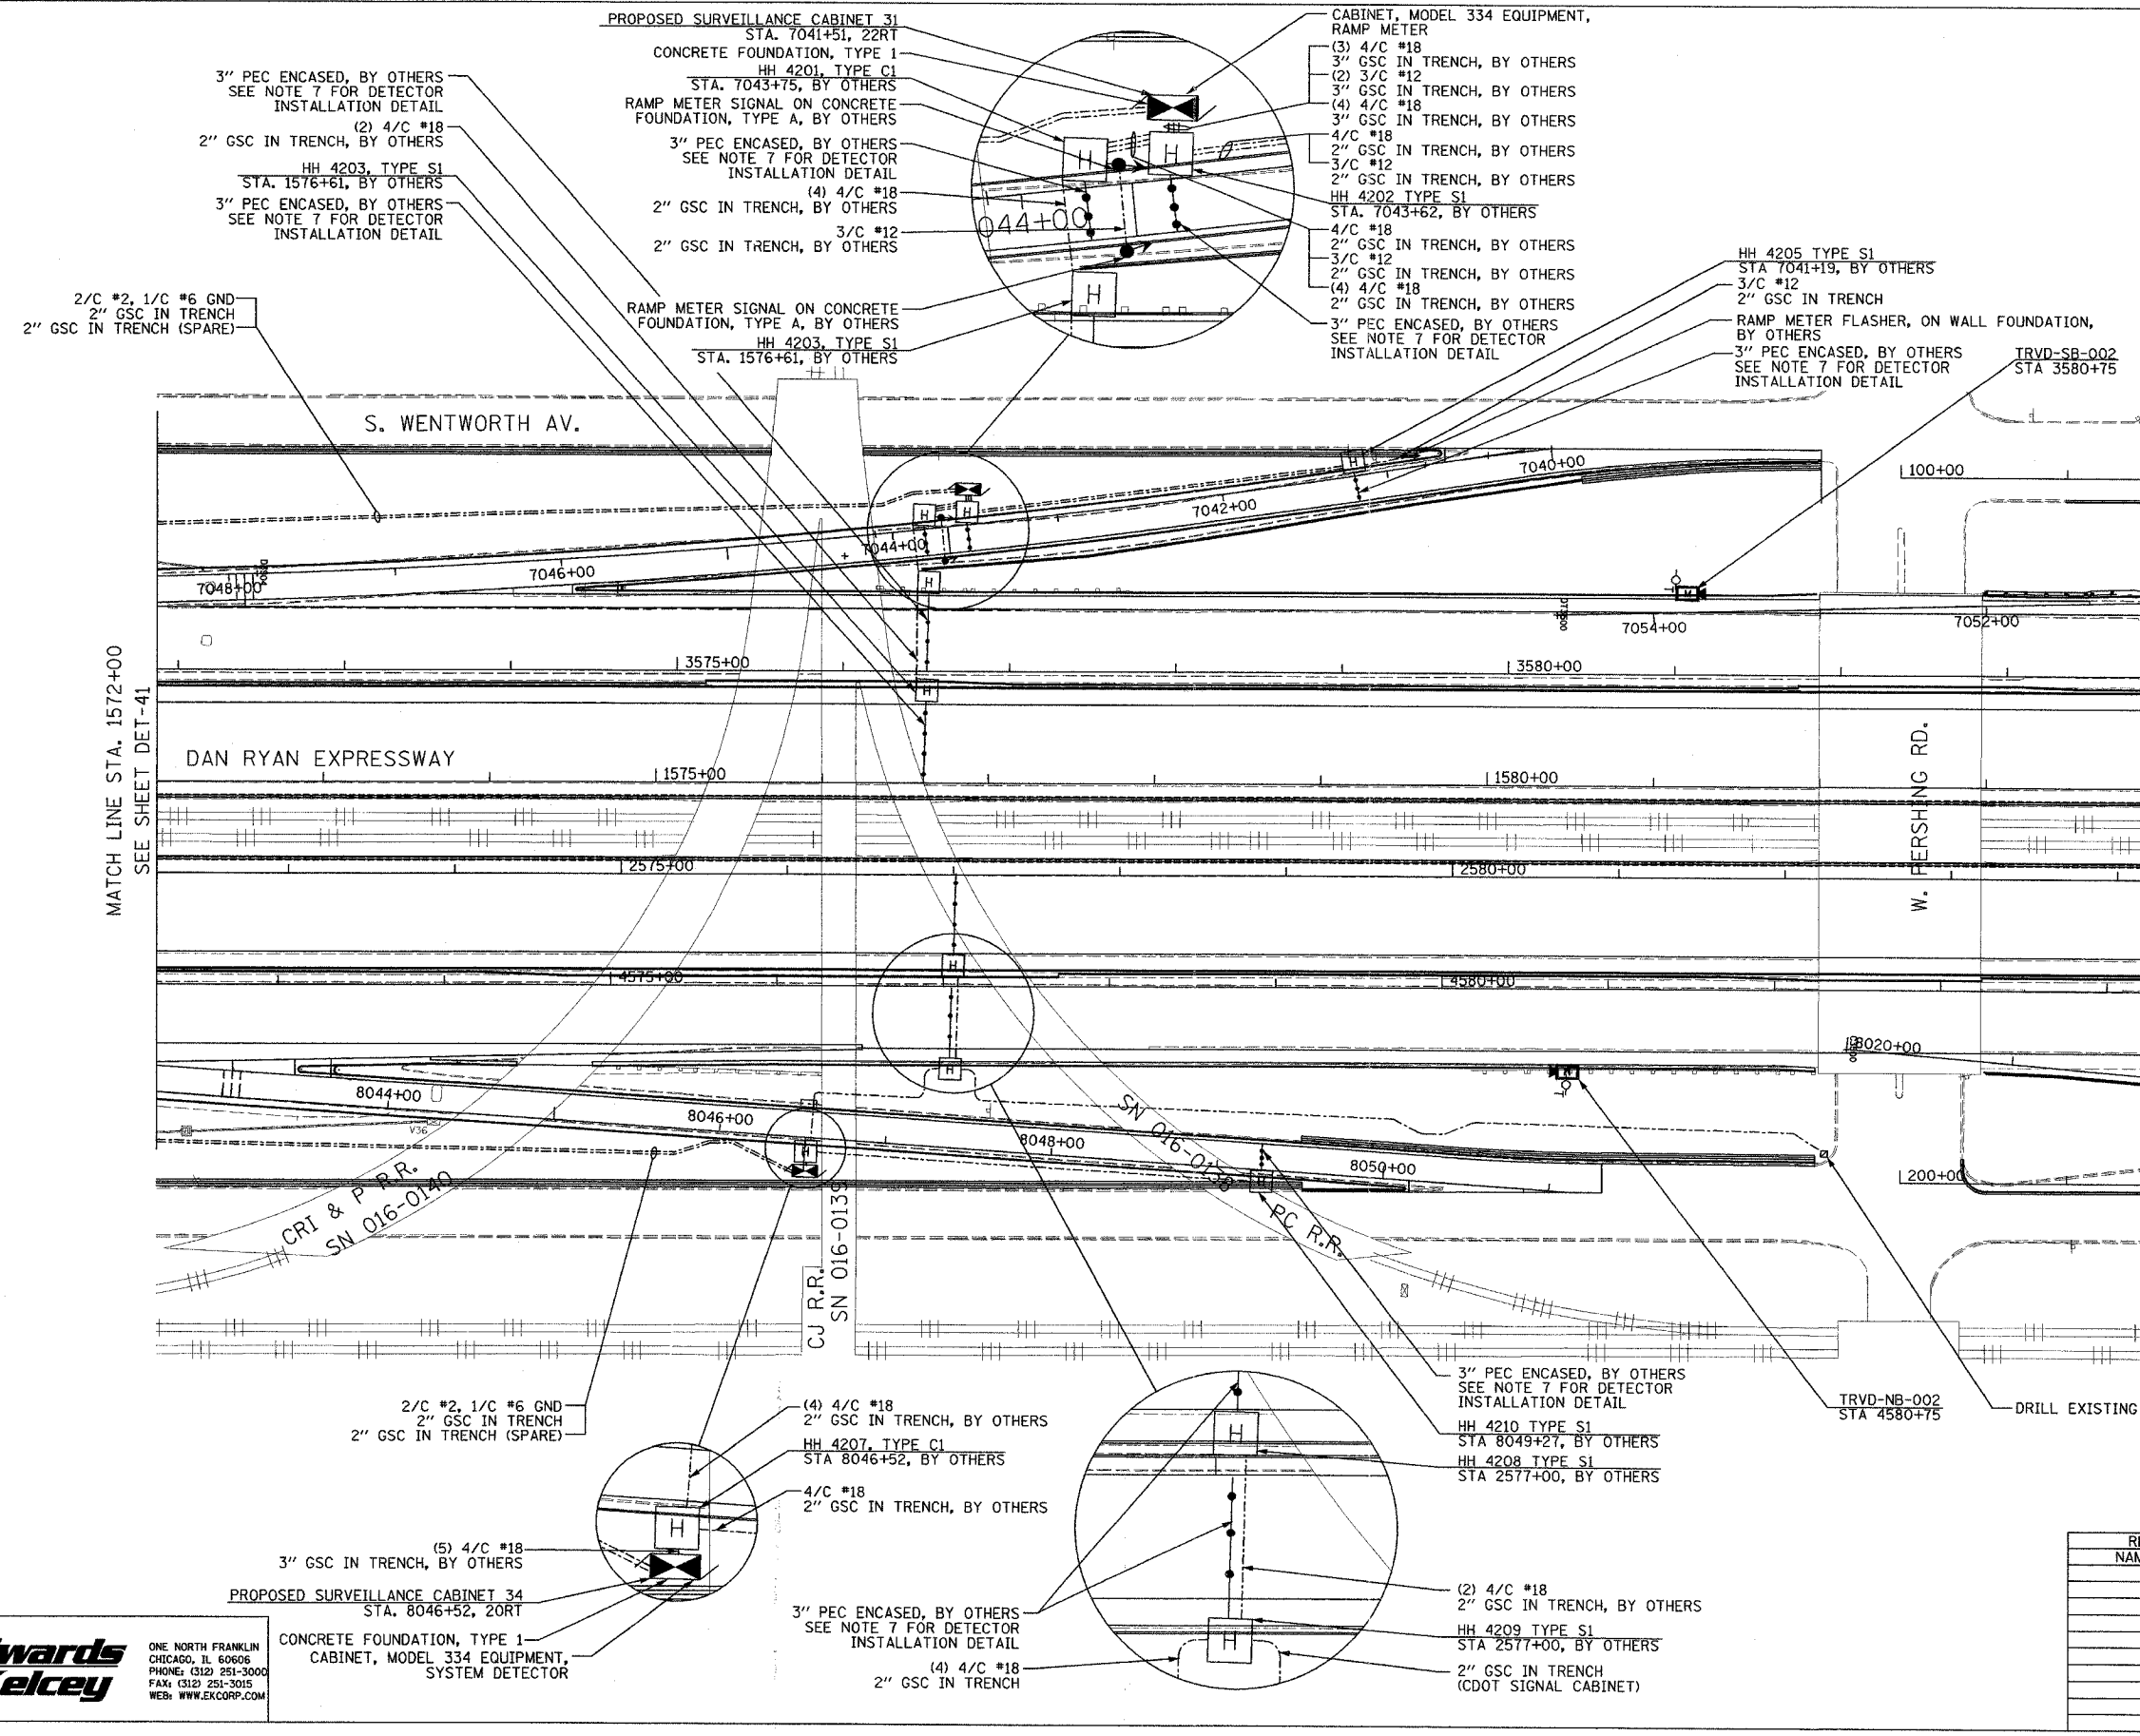 PROPOSED SURVEILLANCE CABINET 31
STA. 7041+51, 22RT
CONCRETE FOUNDATION, TYPE 1
HH 4201, TYPE C1
STA. 7043+75, BY OTHERS
RAMP METER SIGNAL ON CONCRETE
FOUNDATION, TYPE A, BY OTHERS
3" PEC ENCASED, BY OTHERS
SEE NOTE 7 FOR DETECTOR
INSTALLATION DETAIL
(4) 4/C #18
2" GSC IN TRENCH, BY OTHERS
3/C #12
2" GSC IN TRENCH, BY OTHERS
RAMP METER SIGNAL ON CONCRETE
FOUNDATION, TYPE A, BY OTHERS
HH 4203, TYPE S1
STA. 1576+61, BY OTHERS
3" PEC ENCASED, BY OTHERS
SEE NOTE 7 FOR DETECTOR
INSTALLATION DETAIL
(2) 4/C #18
2" GSC IN TRENCH, BY OTHERS
HH 4203, TYPE S1
STA. 1576+61, BY OTHERS
3" PEC ENCASED, BY OTHERS
SEE NOTE 7 FOR DETECTOR
INSTALLATION DETAIL
2/C #2, 1/C #6 GND
2" GSC IN TRENCH
2" GSC IN TRENCH (SPARE)
CABINET, MODEL 334 EQUIPMENT,
RAMP METER
(3) 4/C #18
3" GSC IN TRENCH, BY OTHERS
(2) 3/C #12
3" GSC IN TRENCH, BY OTHERS
(4) 4/C #18
3" GSC IN TRENCH, BY OTHERS
4/C #18
2" GSC IN TRENCH, BY OTHERS
3/C #12
2" GSC IN TRENCH, BY OTHERS
HH 4202 TYPE S1
STA. 7043+62, BY OTHERS
4/C #18
2" GSC IN TRENCH, BY OTHERS
3/C #12
2" GSC IN TRENCH, BY OTHERS
(4) 4/C #18
2" GSC IN TRENCH, BY OTHERS
3" PEC ENCASED, BY OTHERS
SEE NOTE 7 FOR DETECTOR
INSTALLATION DETAIL
H
H
044+00
H
HH 4205 TYPE S1
STA 7041+19, BY OTHERS
3/C #12
2" GSC IN TRENCH
RAMP METER FLASHER, ON WALL FOUNDATION,
BY OTHERS
3" PEC ENCASED, BY OTHERS
SEE NOTE 7 FOR DETECTOR
INSTALLATION DETAIL
TRVD-SB-002
STA 3580+75
S. WENTWORTH AV.
H
7040+00
100+00
7042+00
H
H
7044+00
7046+00
H
7048+00
H
7054+00
7052+00
3575+00
3580+00
H
MATCH LINE STA. 1572+00
SEE SHEET DET-41
DAN RYAN EXPRESSWAY
1575+00
1580+00
W. PERSHING RD.
2575+00
2580+00
H
4575+00
4580+00
H
8020+00
H
8044+00
V36
8046+00
H
8048+00
8050+00
H
200+00
SN 016-0138
PC R.R.
CRI & P R.R.
SN 016-0140
CJ R.R.
SN 016-0139
2/C #2, 1/C #6 GND
2" GSC IN TRENCH
2" GSC IN TRENCH (SPARE)
(4) 4/C #18
2" GSC IN TRENCH, BY OTHERS
HH 4207, TYPE C1
STA 8046+52, BY OTHERS
4/C #18
2" GSC IN TRENCH, BY OTHERS
H
(5) 4/C #18
3" GSC IN TRENCH, BY OTHERS
PROPOSED SURVEILLANCE CABINET 34
STA. 8046+52, 20RT
CONCRETE FOUNDATION, TYPE 1
CABINET, MODEL 334 EQUIPMENT,
SYSTEM DETECTOR
3" PEC ENCASED, BY OTHERS
SEE NOTE 7 FOR DETECTOR
INSTALLATION DETAIL
HH 4210 TYPE S1
STA 8049+27, BY OTHERS
HH 4208 TYPE S1
STA 2577+00, BY OTHERS
H
H
3" PEC ENCASED, BY OTHERS
SEE NOTE 7 FOR DETECTOR
INSTALLATION DETAIL
(4) 4/C #18
2" GSC IN TRENCH
(2) 4/C #18
2" GSC IN TRENCH, BY OTHERS
HH 4209 TYPE S1
STA 2577+00, BY OTHERS
2" GSC IN TRENCH
(CDOT SIGNAL CABINET)
TRVD-NB-002
STA 4580+75
DRILL EXISTING
wards
elcey
ONE NORTH FRANKLIN
CHICAGO, IL 60606
PHONE: (312) 251-3000
FAX: (312) 251-3015
WEB: WWW.EKCORP.COM
R
NAM